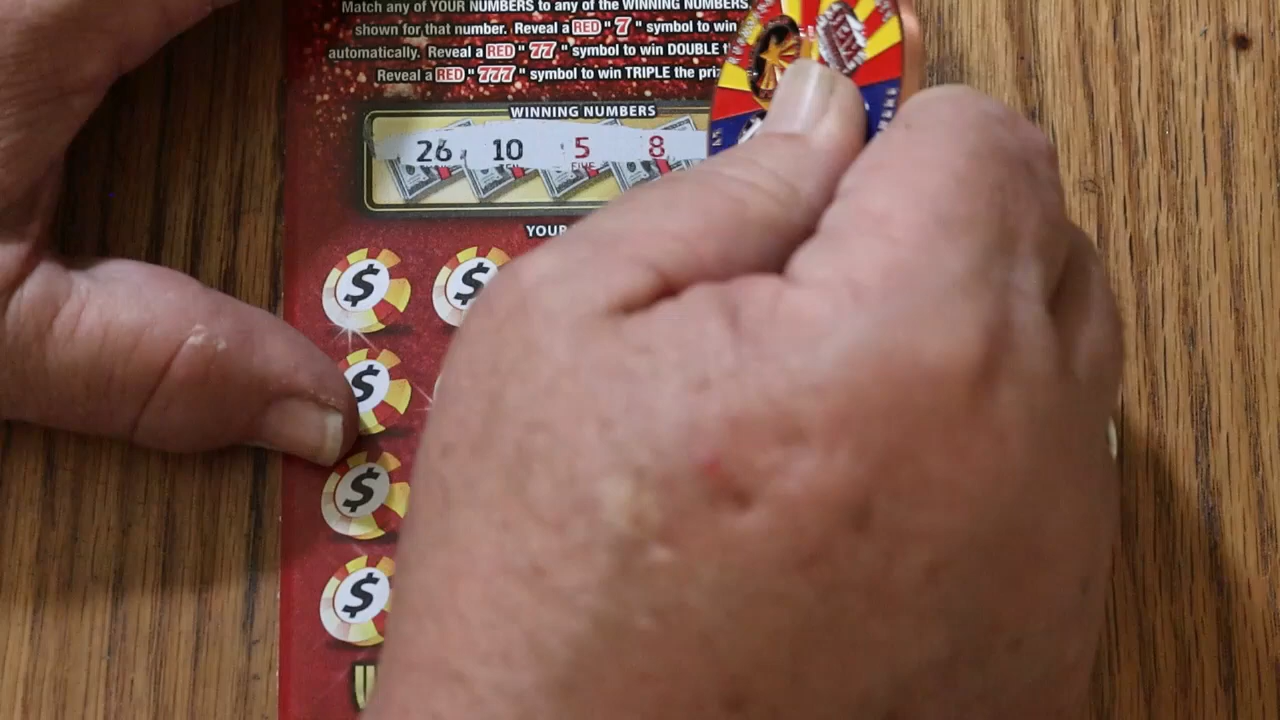 Match any of YOUR NUMBERS to any of the WINNING NUMBERS,
shown for that number. Reveal a RED "7" symbol to win
automatically. Reveal a RED "77" symbol to win DOUBLE
Reveal a RED "777" symbol to win TRIPLE the
WINNING NUMBERS
26 10 5 8
FIVE
YOUR
$ $
$
$
$